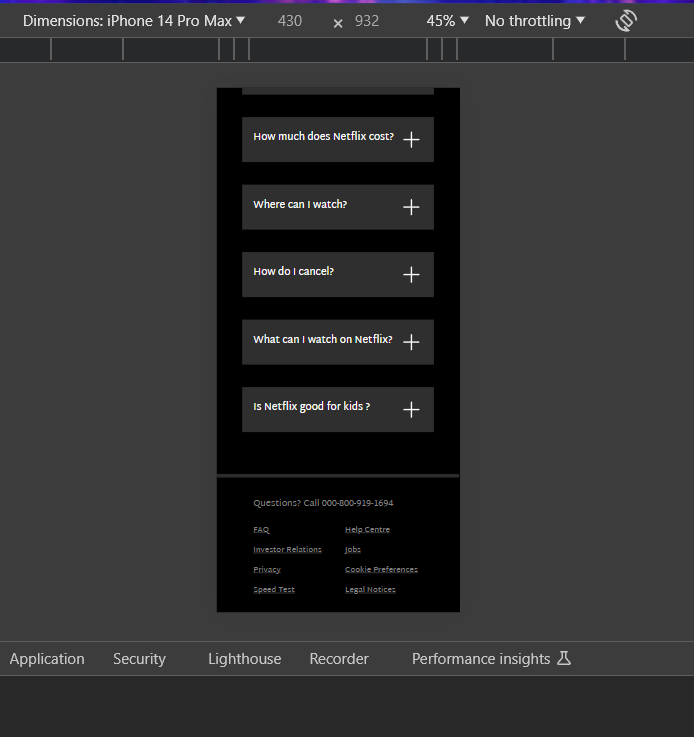 Dimensions: iPhone 14 Pro Max ▼ 430 × 932 45% ▼ No throttling ▼
How much does Netflix cost?
Where can I watch?
How do I cancel?
What can I watch on Netflix?
Is Netflix good for kids ?
Questions? Call 000-800-919-1694
FAQ Help Centre
Investor Relations Jobs
Privacy Cookie Preferences
Speed Test Legal Notices
Application Security Lighthouse Recorder Performance insights